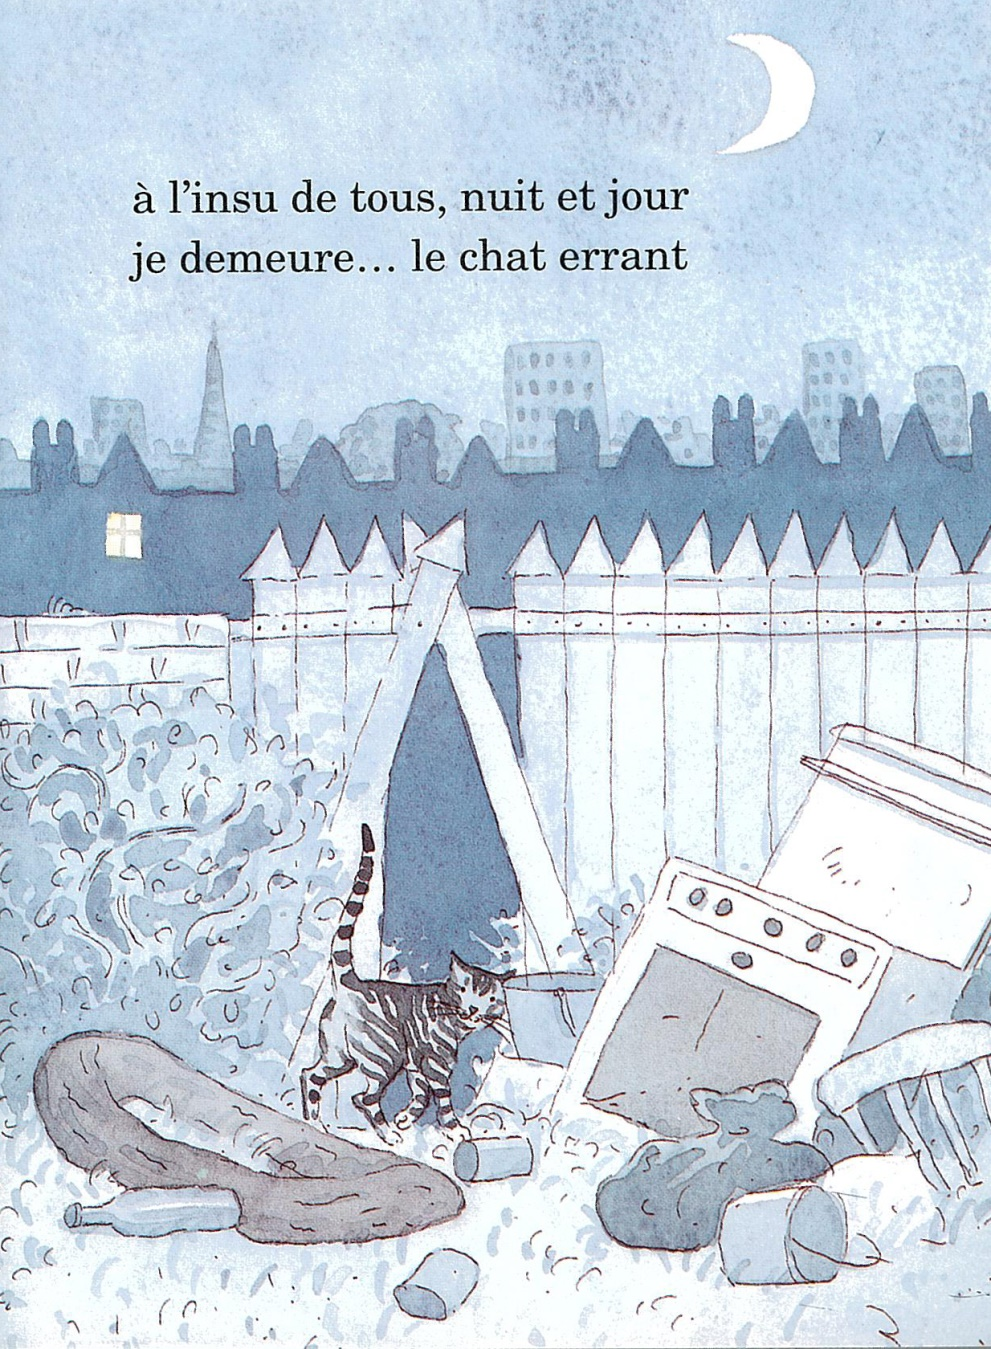 à l’insu de tous, nuit et jour
je demeure… le chat errant